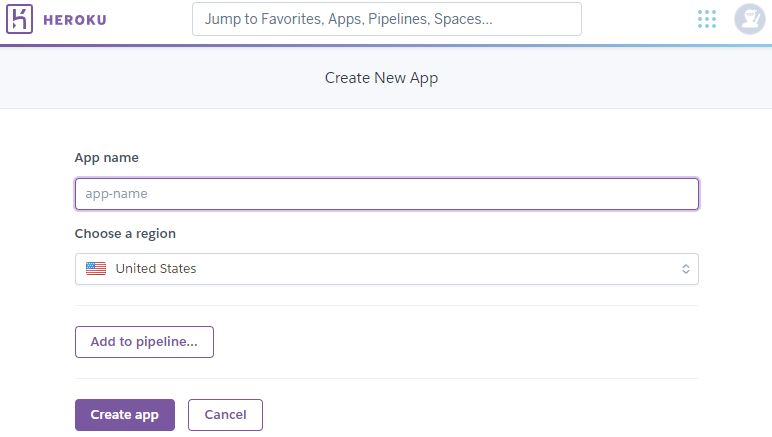 HEROKU
Jump to Favorites, Apps, Pipelines, Spaces...
Create New App
App name
app-name
Choose a region
United States
Add to pipeline...
Create app Cancel